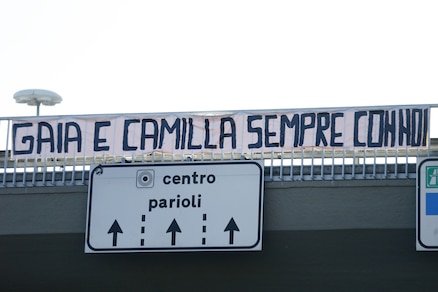 GAIA E CAMILLA SEMPRE CON NOI
centro
parioli